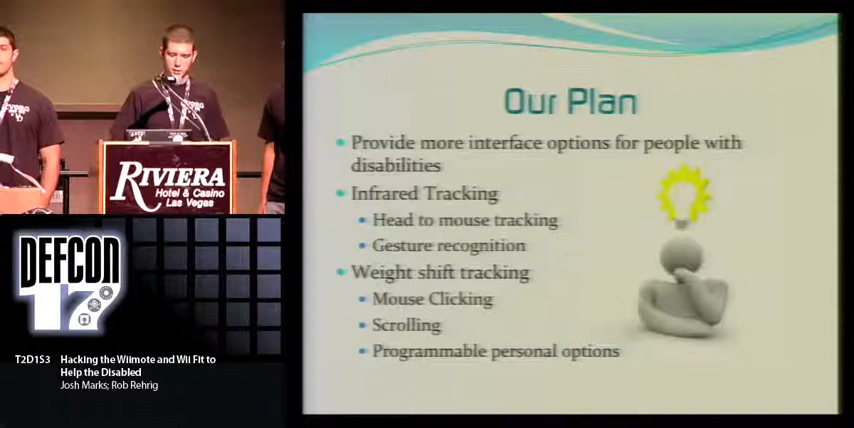 RIVIERA
Hotel & Casino
Las Vegas
DEFCON
17
T2D1S3 Hacking the Wiimote and Wii Fit to
Help the Disabled
Josh Marks; Rob Rehrig
Our Plan
Provide more interface options for people with
disabilities
Infrared Tracking
Head to mouse tracking
Gesture recognition
Weight shift tracking
Mouse Clicking
Scrolling
Programmable personal options